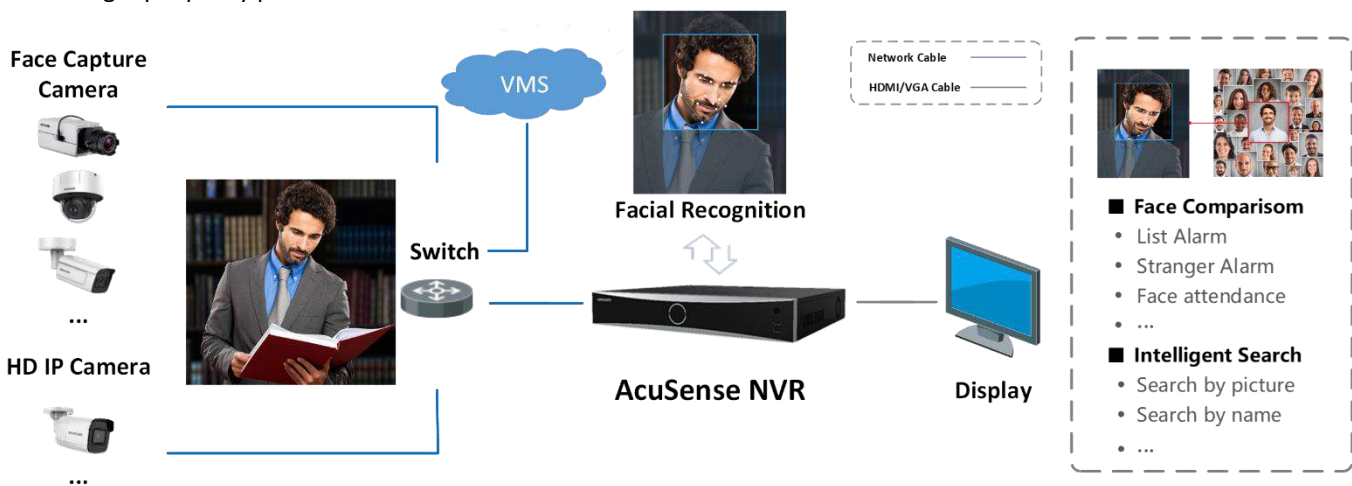 Face Capture
Camera
...
HD IP Camera
...
Switch
VMS
Facial Recognition
AcuSense NVR
Display
Network Cable
HDMI/VGA Cable
■ Face Comparisom
• List Alarm
• Stranger Alarm
• Face attendance
• ...
■ Intelligent Search
• Search by picture
• Search by name
• ...